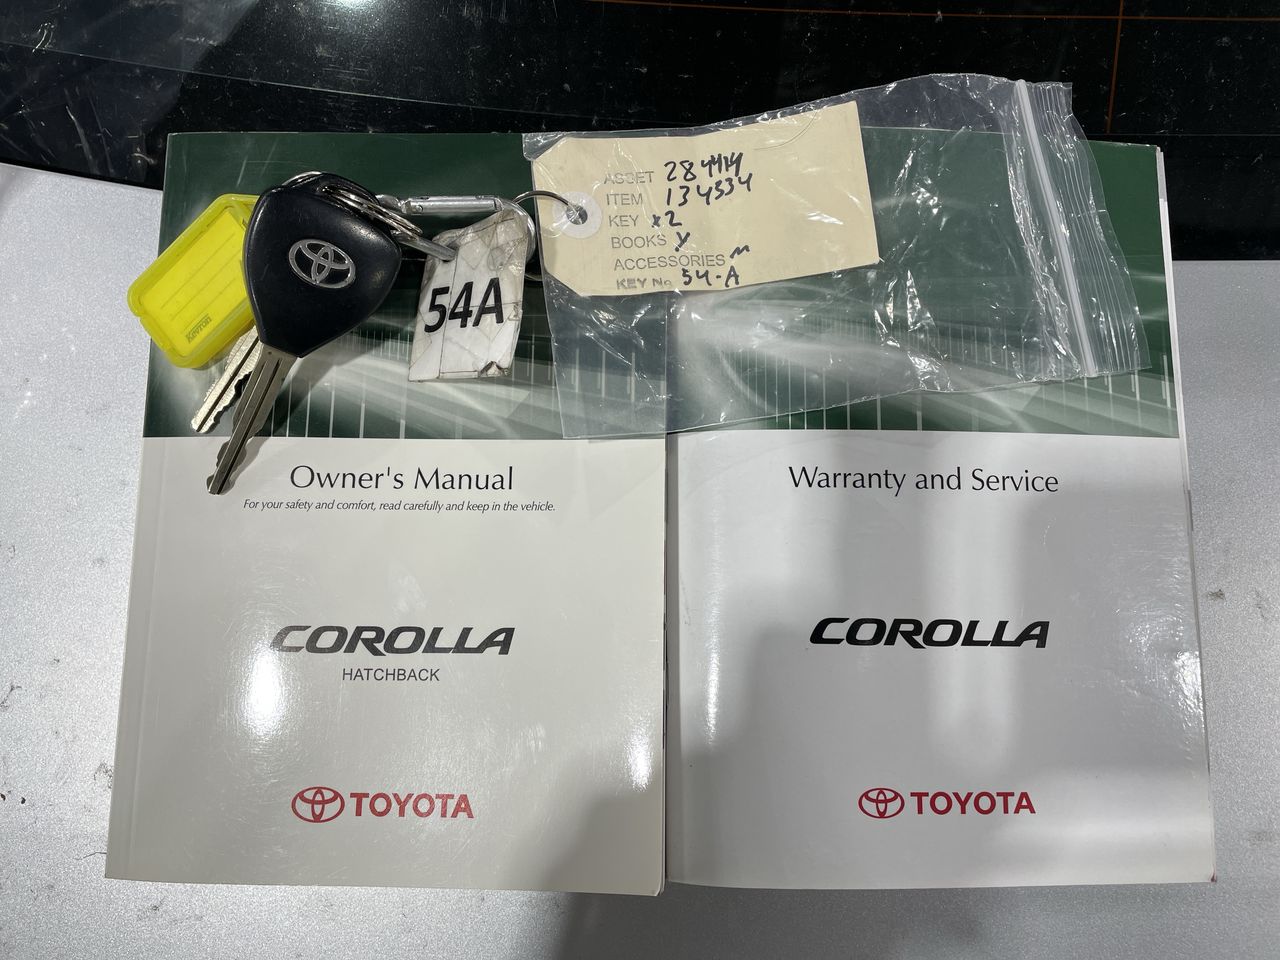 ASSET 284414
ITEM 134534
KEY x2
BOOKS y
ACCESSORIES N
KEY No 54-A
54A
Kevron
Owner's Manual
For your safety and comfort, read carefully and keep in the vehicle.
COROLLA
HATCHBACK
TOYOTA
Warranty and Service
COROLLA
TOYOTA